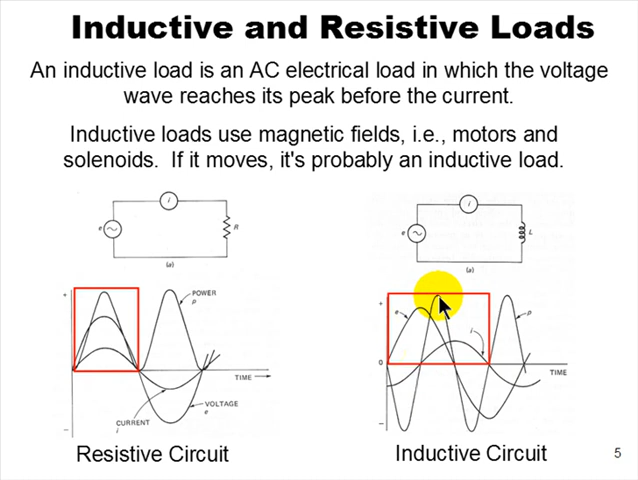 Inductive and Resistive Loads
An inductive load is an AC electrical load in which the voltage
wave reaches its peak before the current.
Inductive loads use magnetic fields, i.e., motors and
solenoids. If it moves, it's probably an inductive load.
i
e
R
(a)
i
e
L
(a)
+
POWER
p
TIME
CURRENT
i
VOLTAGE
e
–
+
e
i
p
0
TIME
–
Resistive Circuit
Inductive Circuit
5